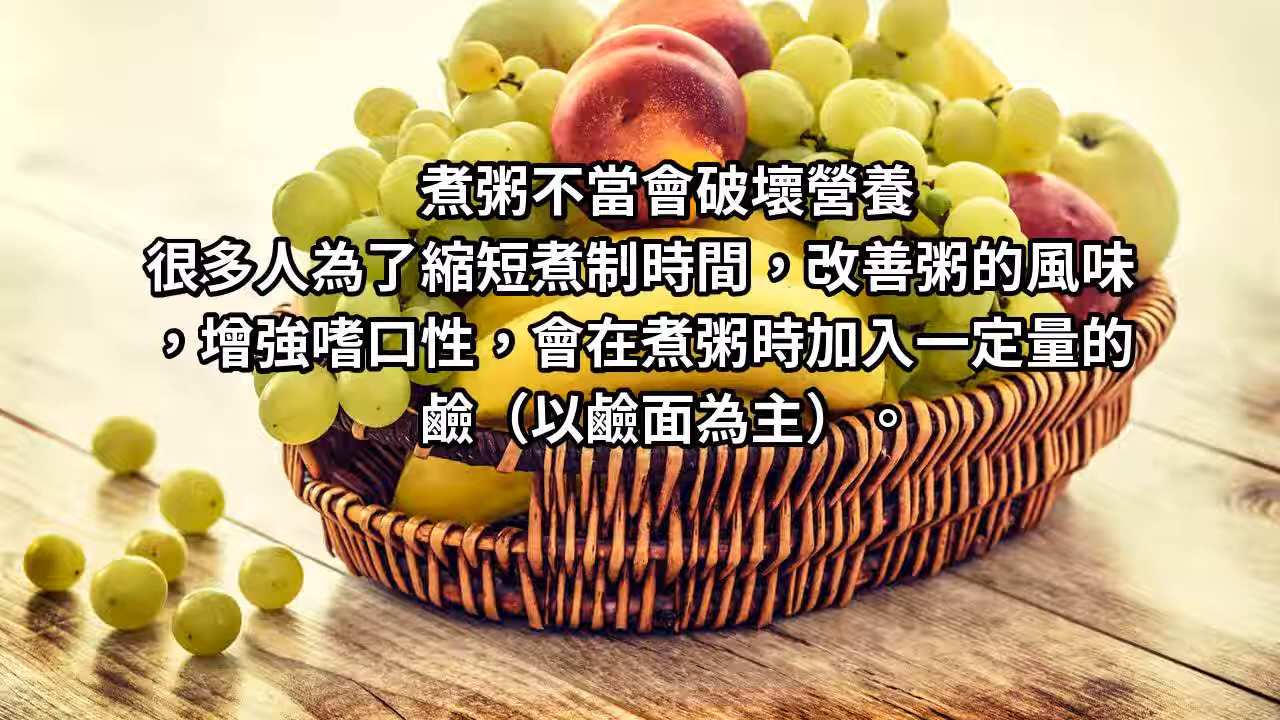 煮粥不當會破壞營養
很多人為了縮短煮制時間，改善粥的風味
，增強嗜口性，會在煮粥時加入一定量的
鹼（以鹼面為主）。